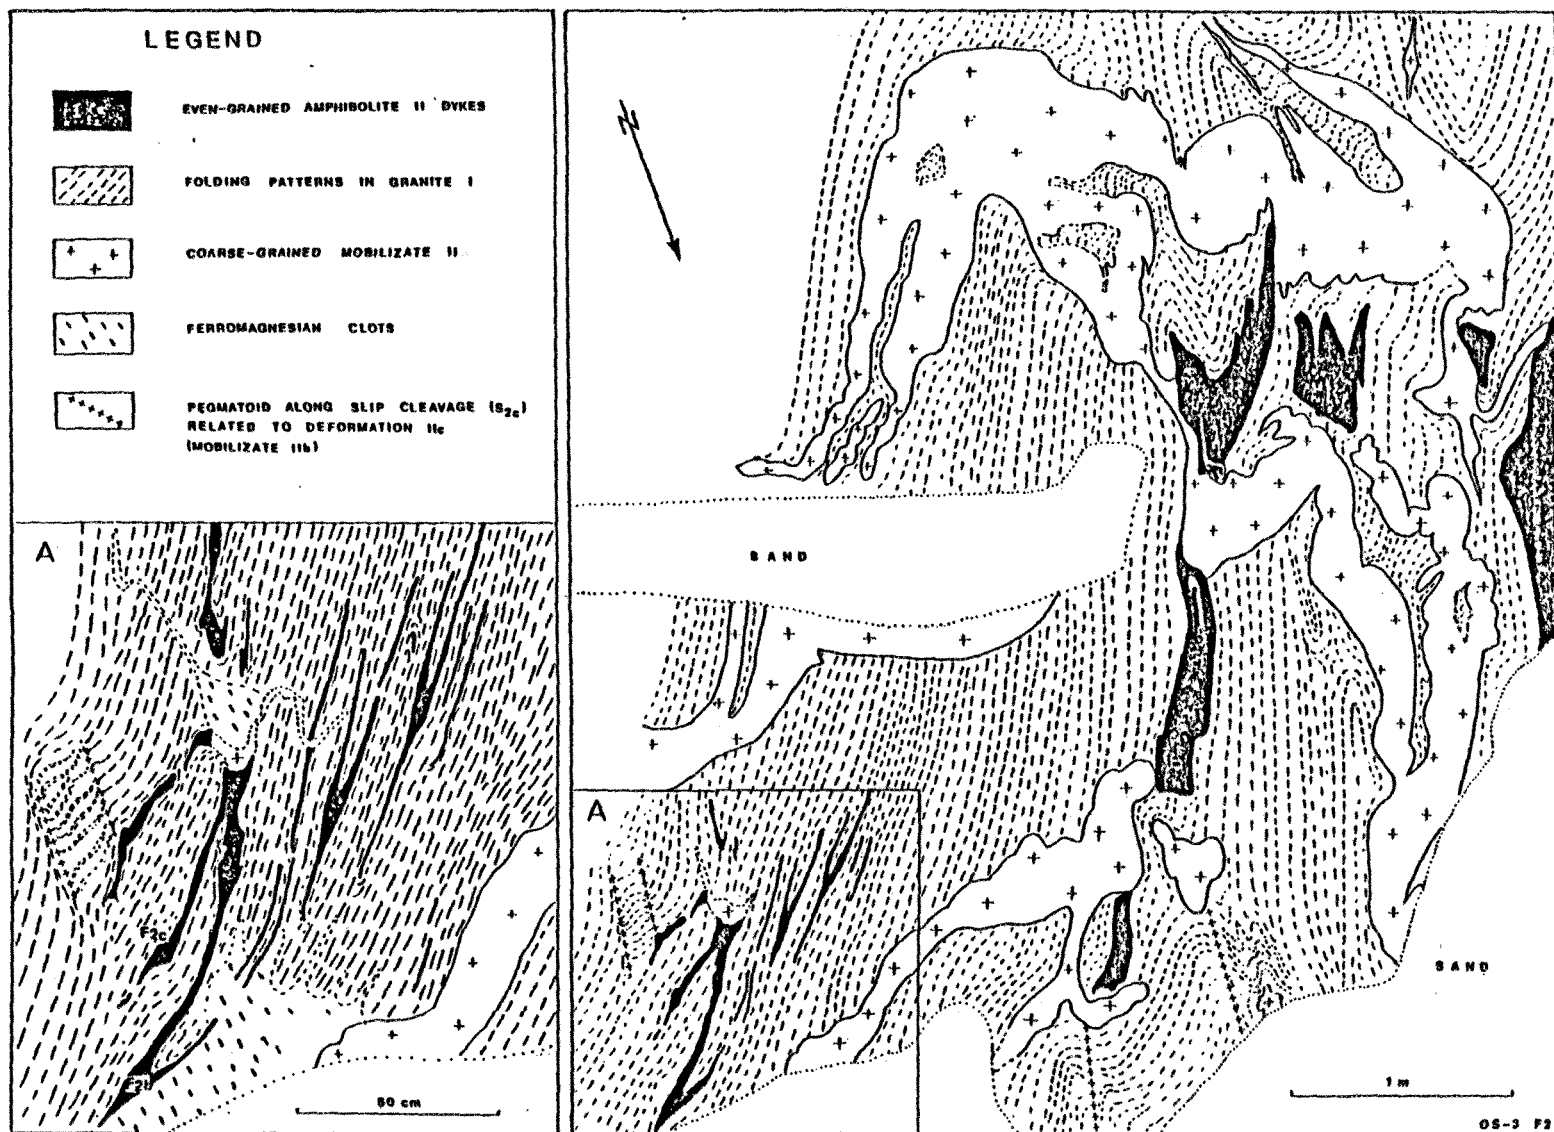 LEGEND
EVEN-GRAINED AMPHIBOLITE II DYKES
FOLDING PATTERNS IN GRANITE I
COARSE-GRAINED MOBILIZATE II
FERROMAGNESIAN CLOTS
PEGMATOID ALONG SLIP CLEAVAGE (S2c)
RELATED TO DEFORMATION IIc
(MOBILIZATE IIb)
A
F2c
50 cm
N
SAND
A
SAND
1 m
OS-3 F2